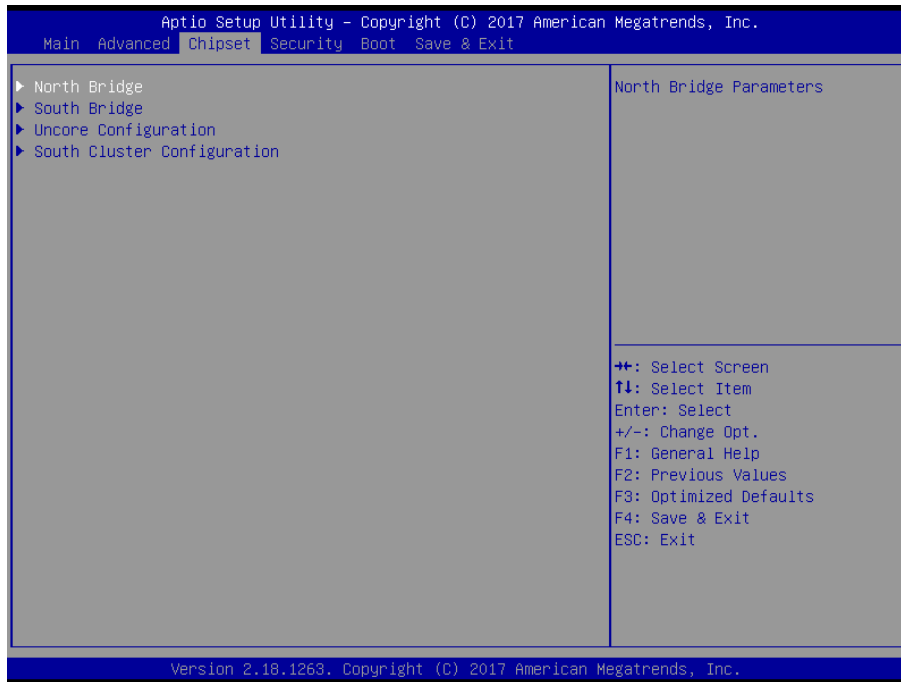 Aptio Setup Utility – Copyright (C) 2017 American Megatrends, Inc.
Main Advanced Chipset Security Boot Save & Exit
North Bridge
South Bridge
Uncore Configuration
South Cluster Configuration
North Bridge Parameters
→←: Select Screen
↑↓: Select Item
Enter: Select
+/-: Change Opt.
F1: General Help
F2: Previous Values
F3: Optimized Defaults
F4: Save & Exit
ESC: Exit
Version 2.18.1263. Copyright (C) 2017 American Megatrends, Inc.